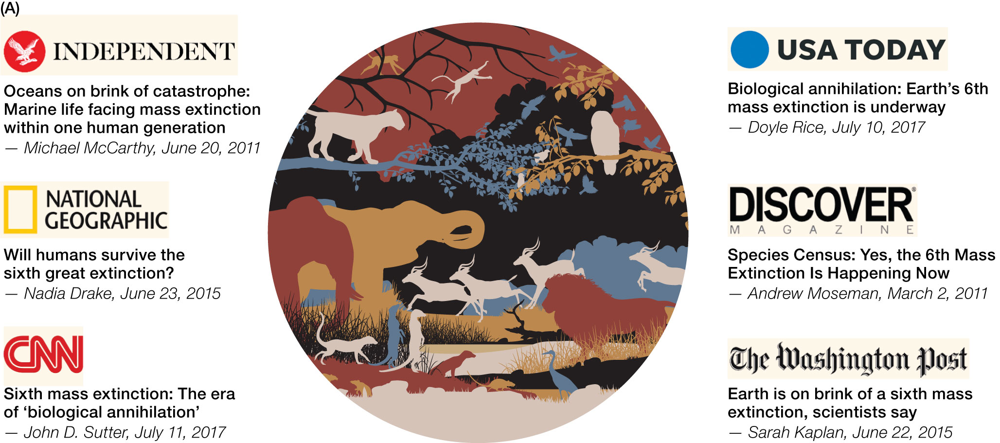 (A)
INDEPENDENT
Oceans on brink of catastrophe:
Marine life facing mass extinction
within one human generation
— Michael McCarthy, June 20, 2011
NATIONAL
GEOGRAPHIC
Will humans survive the
sixth great extinction?
— Nadia Drake, June 23, 2015
CNN
Sixth mass extinction: The era
of ‘biological annihilation’
— John D. Sutter, July 11, 2017
USA TODAY
Biological annihilation: Earth’s 6th
mass extinction is underway
— Doyle Rice, July 10, 2017
DISCOVER®
MAGAZINE
Species Census: Yes, the 6th Mass
Extinction Is Happening Now
— Andrew Moseman, March 2, 2011
The Washington Post
Earth is on brink of a sixth mass
extinction, scientists say
— Sarah Kaplan, June 22, 2015